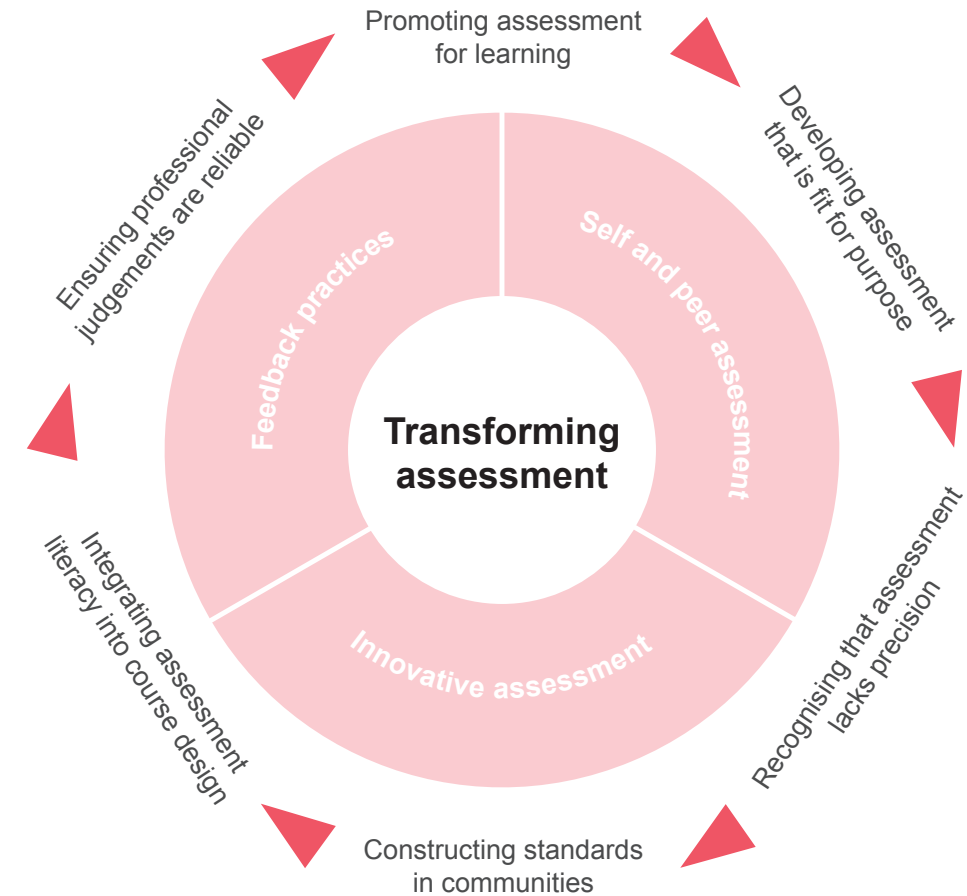 Promoting assessment
for learning
Developing assessment
that is fit for purpose
Recognising that assessment
lacks precision
Constructing standards
in communities
Integrating assessment
literacy into course design
Ensuring professional
judgements are reliable
Feedback practices
Self and peer assessment
Innovative assessment
Transforming
assessment